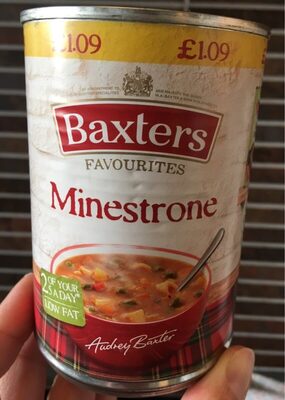 £1.09 £1.09
Baxters
FAVOURITES
Minestrone
2 OF YOUR
5 A DAY*
LOW FAT
Audrey Baxter